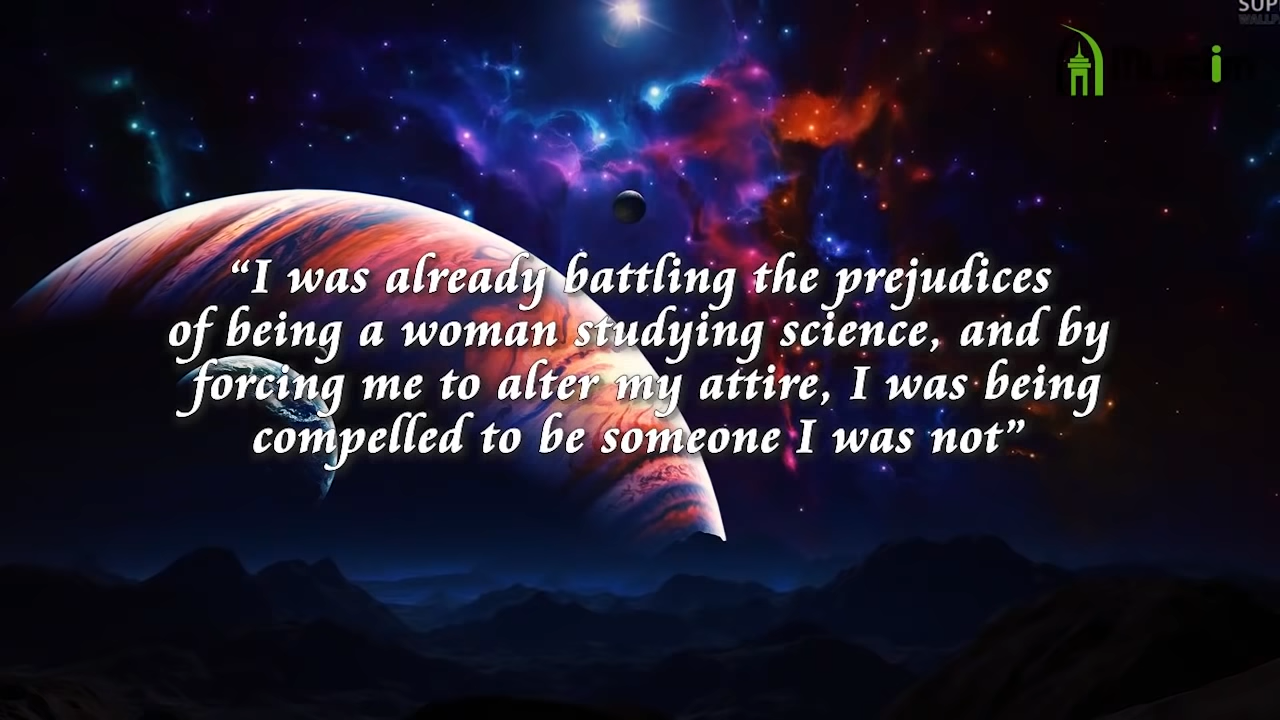 SUP
“I was already battling the prejudices
of being a woman studying science, and by
forcing me to alter my attire, I was being
compelled to be someone I was not”